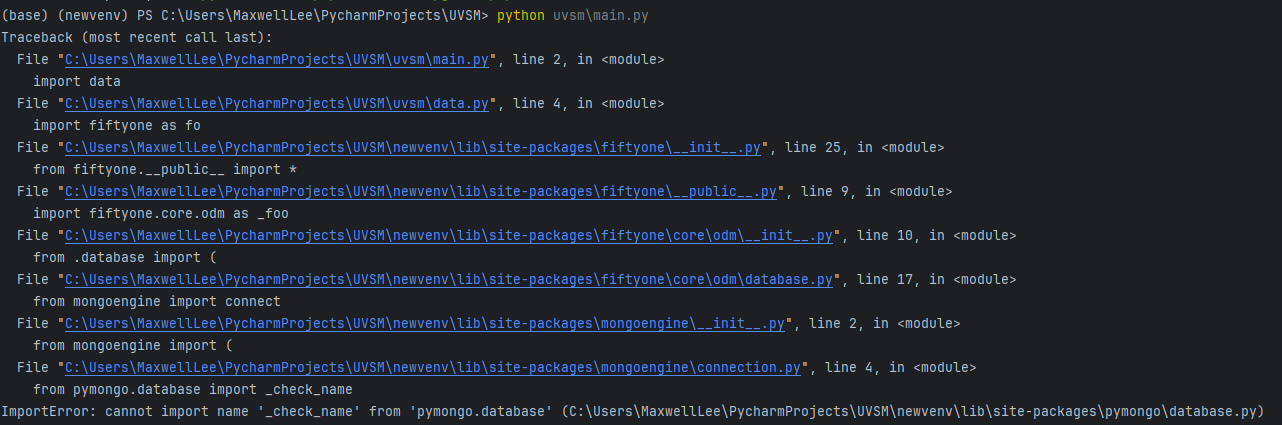 (base) (newvenv) PS C:\Users\MaxwellLee\PycharmProjects\UVSM> python uvsm\main.py
Traceback (most recent call last):
  File "C:\Users\MaxwellLee\PycharmProjects\UVSM\uvsm\main.py", line 2, in <module>
    import data
  File "C:\Users\MaxwellLee\PycharmProjects\UVSM\uvsm\data.py", line 4, in <module>
    import fiftyone as fo
  File "C:\Users\MaxwellLee\PycharmProjects\UVSM\newvenv\lib\site-packages\fiftyone\__init__.py", line 25, in <module>
    from fiftyone.__public__ import *
  File "C:\Users\MaxwellLee\PycharmProjects\UVSM\newvenv\lib\site-packages\fiftyone\__public__.py", line 9, in <module>
    import fiftyone.core.odm as _foo
  File "C:\Users\MaxwellLee\PycharmProjects\UVSM\newvenv\lib\site-packages\fiftyone\core\odm\__init__.py", line 10, in <module>
    from .database import (
  File "C:\Users\MaxwellLee\PycharmProjects\UVSM\newvenv\lib\site-packages\fiftyone\core\odm\database.py", line 17, in <module>
    from mongoengine import connect
  File "C:\Users\MaxwellLee\PycharmProjects\UVSM\newvenv\lib\site-packages\mongoengine\__init__.py", line 2, in <module>
    from mongoengine import (
  File "C:\Users\MaxwellLee\PycharmProjects\UVSM\newvenv\lib\site-packages\mongoengine\connection.py", line 4, in <module>
    from pymongo.database import _check_name
ImportError: cannot import name '_check_name' from 'pymongo.database' (C:\Users\MaxwellLee\PycharmProjects\UVSM\newvenv\lib\site-packages\pymongo\database.py)